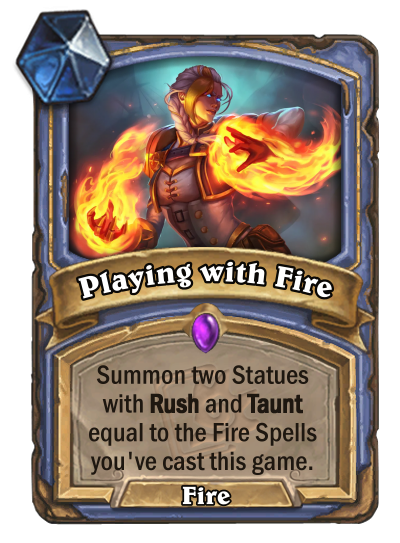 Playing with Fire
Summon two Statues
with Rush and Taunt
equal to the Fire Spells
you've cast this game.
Fire